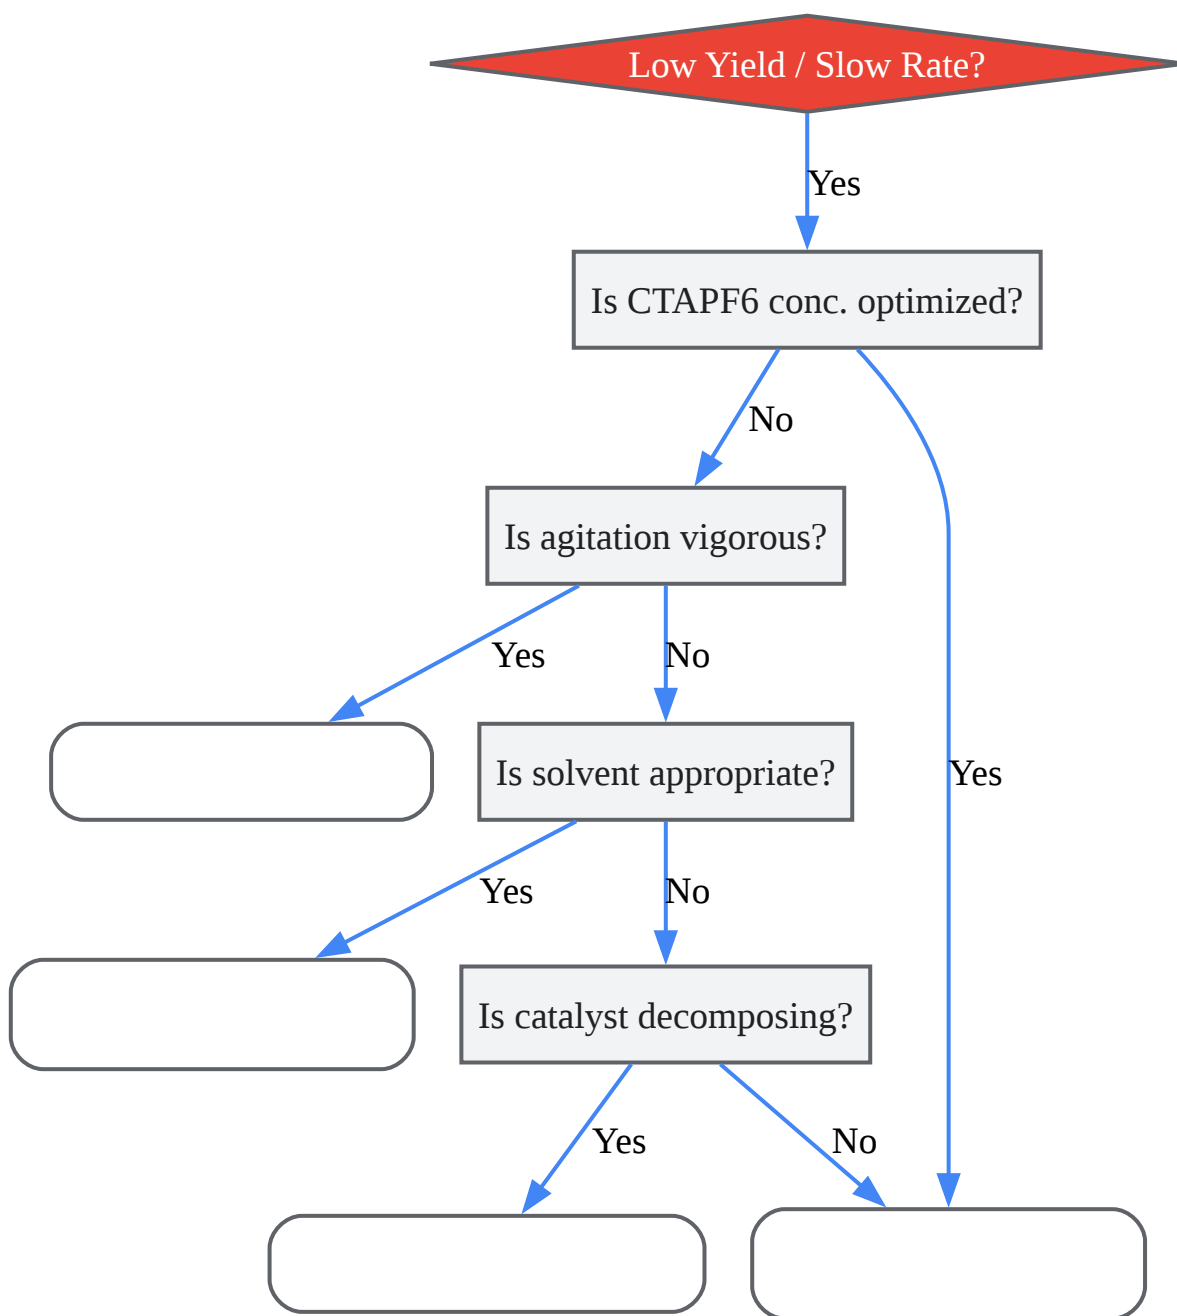 Low Yield / Slow Rate?
Yes
Is CTAPF6 conc. optimized?
No
Is agitation vigorous?
Yes
No
Is solvent appropriate?
Yes
Yes
No
Is catalyst decomposing?
Yes
No